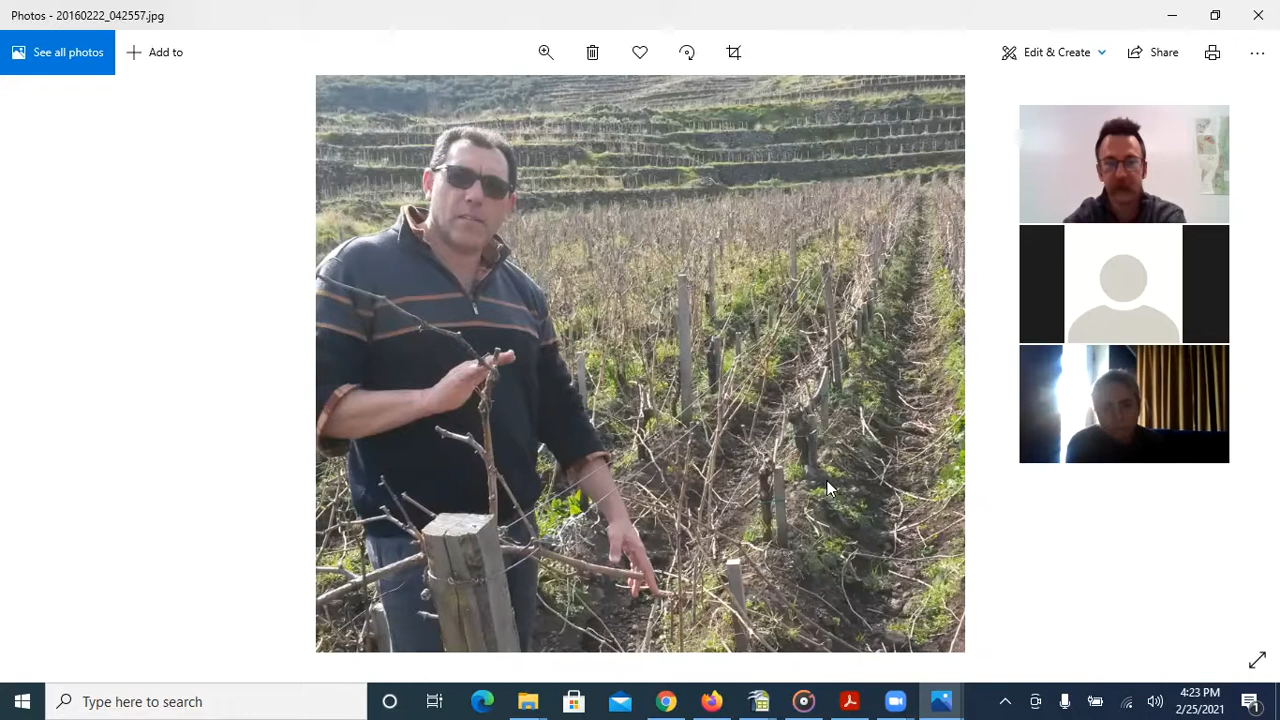 Photos - 20160222_042557.jpg
See all photos
Add to
Edit & Create
Share
Type here to search
4:23 PM
2/25/2021
1